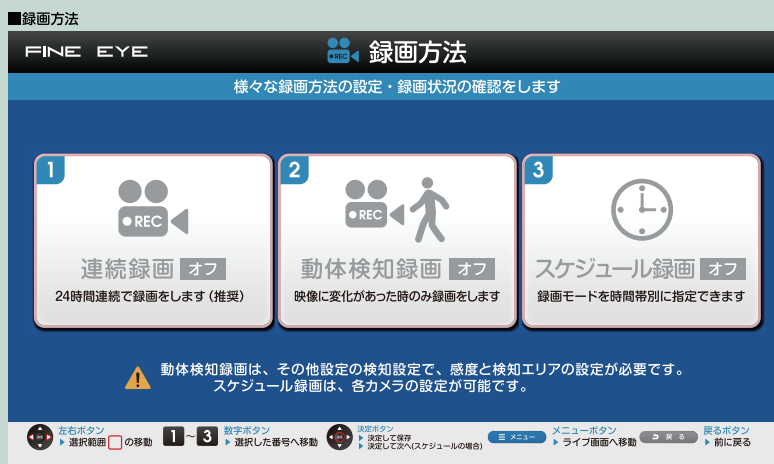 ■録画方法
FINE EYE
REC
録画方法
様々な録画方法の設定・録画状況の確認をします
1
REC
連続録画 オフ
24時間連続で録画をします(推奨)
2
REC
動体検知録画 オフ
映像に変化があった時のみ録画をします
3
スケジュール録画 オフ
録画モードを時間帯別に指定できます
動体検知録画は、その他設定の検知設定で、感度と検知エリアの設定が必要です。
スケジュール録画は、各カメラの設定が可能です。
左右ボタン
選択範囲 の移動
1~3
数字ボタン
選択した番号へ移動
決定ボタン
決定して保存
決定して次へ(スケジュールの場合)
メニュー
メニューボタン
ライブ画面へ移動
戻る
戻るボタン
前に戻る